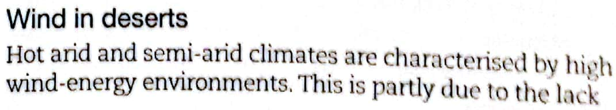 Wind in deserts
Hot arid and semi-arid climates are characterised by high
wind-energy environments. This is partly due to the lack